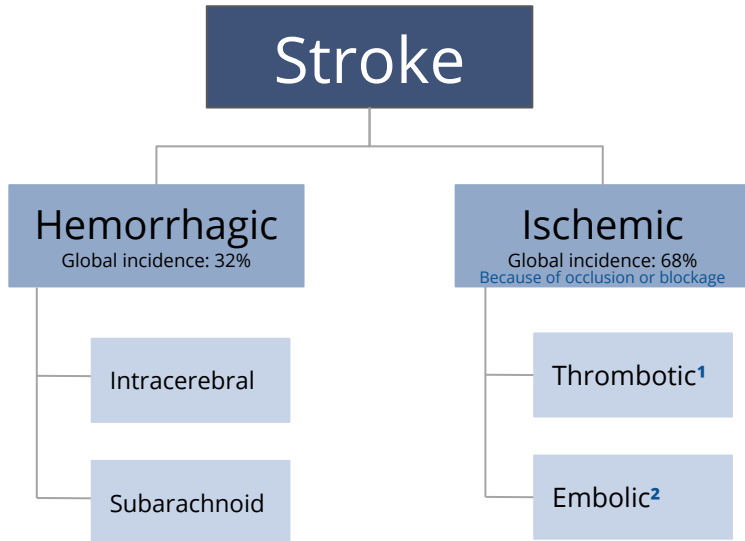 Stroke
Hemorrhagic
Global incidence: 32%
Intracerebral
Subarachnoid
Ischemic
Global incidence: 68%
Because of occlusion or blockage
Thrombotic¹
Embolic²